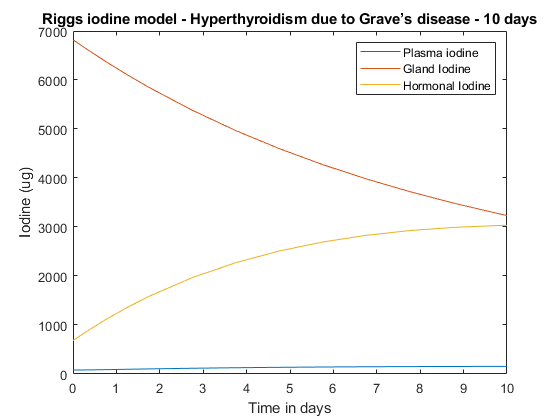 Riggs iodine model - Hyperthyroidism due to Grave's disease - 10 days
7000
6000
5000
4000
3000
2000
1000
0
Iodine (ug)
Plasma iodine
Gland Iodine
Hormonal Iodine
0 1 2 3 4 5 6 7 8 9 10
Time in days